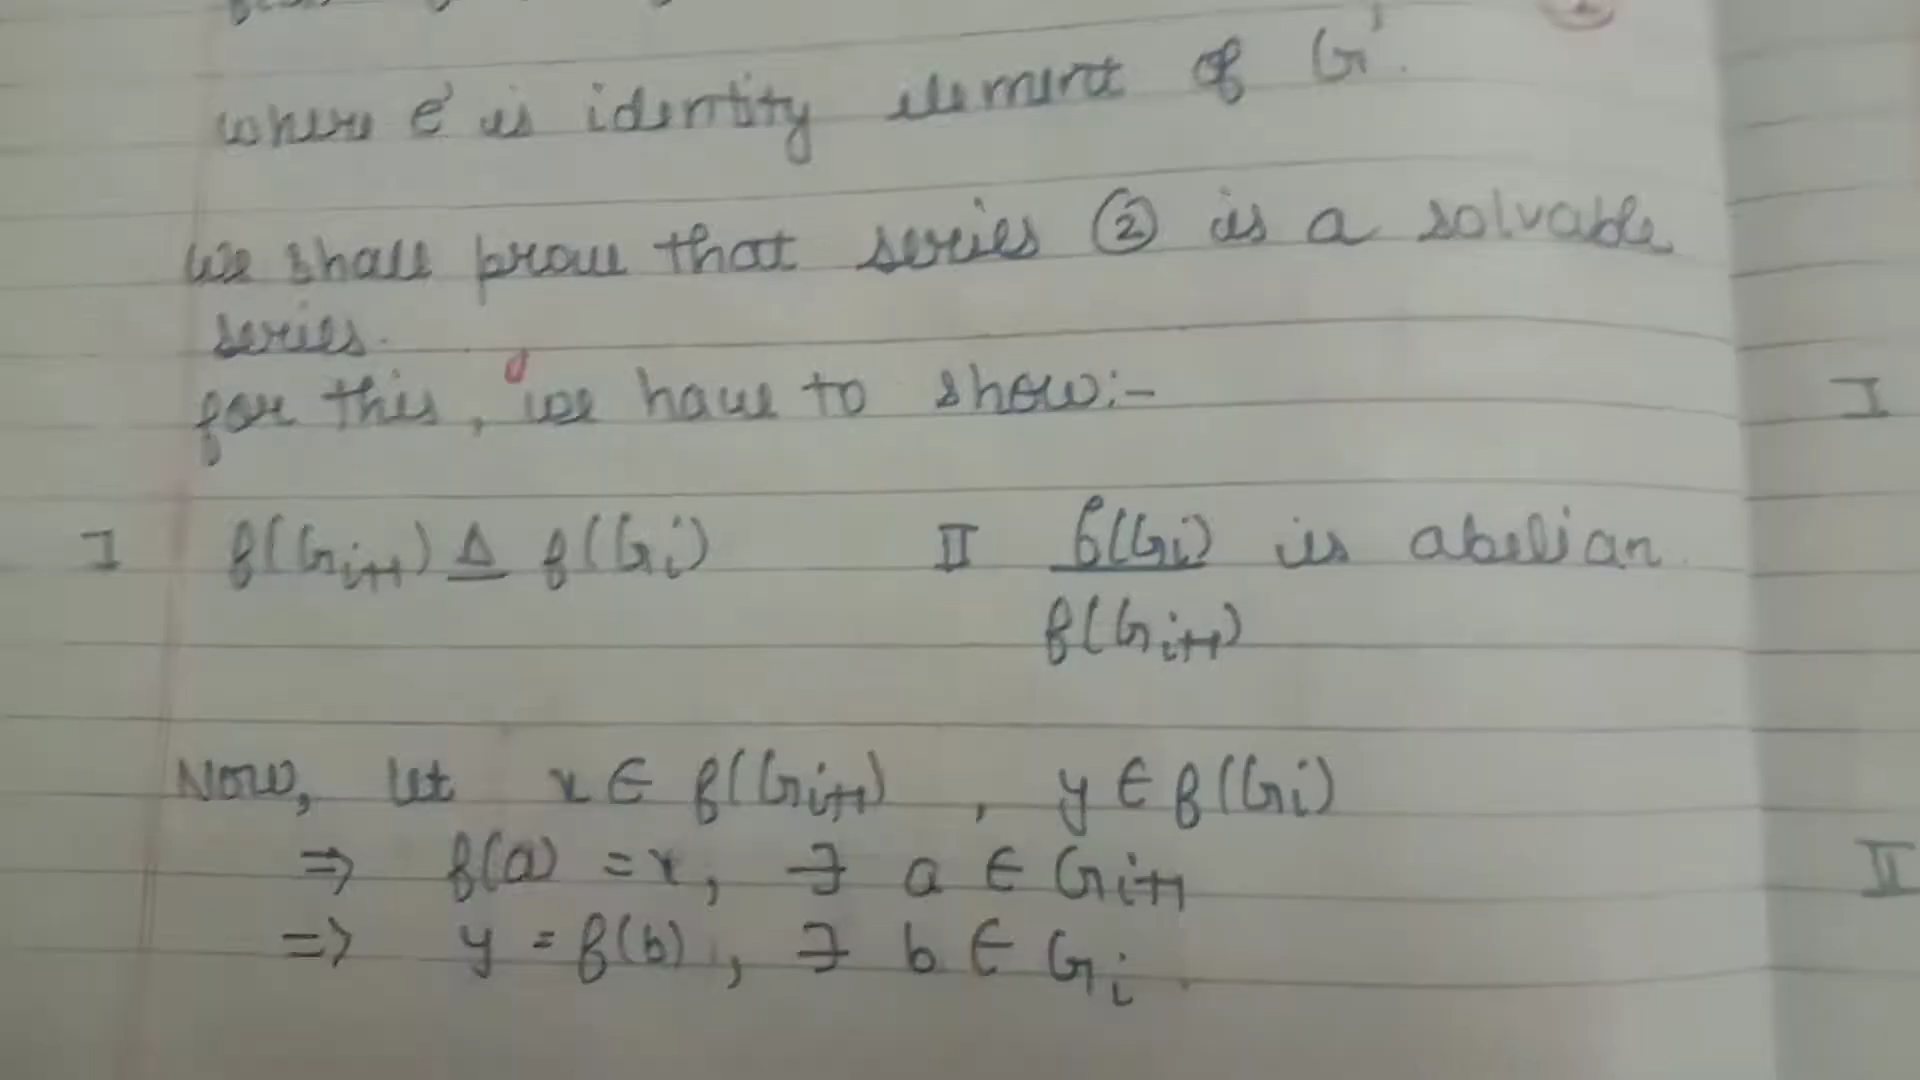 where e' is identity element of G'.
we shall prove that series ② is a solvable
series.
for this, we have to show:-
I f(Gi+1) ⊴ f(Gi) II f(Gi) is abelian
f(Gi+1)
Now, let x ∈ f(Gi+1), y ∈ f(Gi)
⇒ f(a) = x, ∃ a ∈ Gi+1
⇒ y = f(b), ∃ b ∈ Gi.
I
II